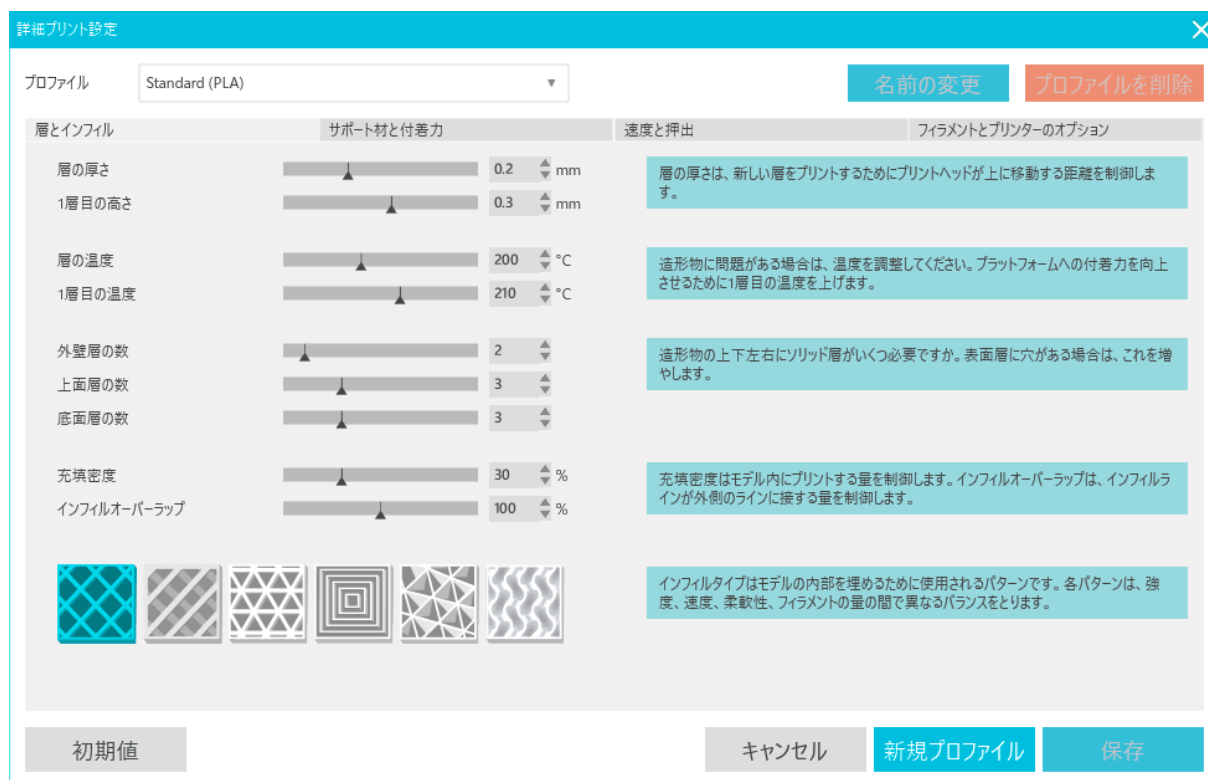 詳細プリント設定
プロファイル Standard (PLA) 名前の変更 プロファイルを削除
層とインフィル サポート材と付着力 速度と押出 フィラメントとプリンターのオプション
層の厚さ 0.2 mm
1層目の高さ 0.3 mm
層の厚さは、新しい層をプリントするためにプリントヘッドが上に移動する距離を制御しま
す。
層の温度 200 °C
1層目の温度 210 °C
造形物に問題がある場合は、温度を調整してください。プラットフォームへの付着力を向上
させるために1層目の温度を上げます。
外壁層の数 2
上面層の数 3
底面層の数 3
造形物の上下左右にソリッド層がいくつ必要ですか。表面層に穴がある場合は、これを増
やします。
充填密度 30 %
インフィルオーバーラップ 100 %
充填密度はモデル内にプリントする量を制御します。インフィルオーバーラップは、インフィルラ
インが外側のラインに接する量を制御します。
インフィルタイプはモデルの内部を埋めるために使用されるパターンです。各パターンは、強
度、速度、柔軟性、フィラメントの量の間で異なるバランスをとります。
初期値 キャンセル 新規プロファイル 保存